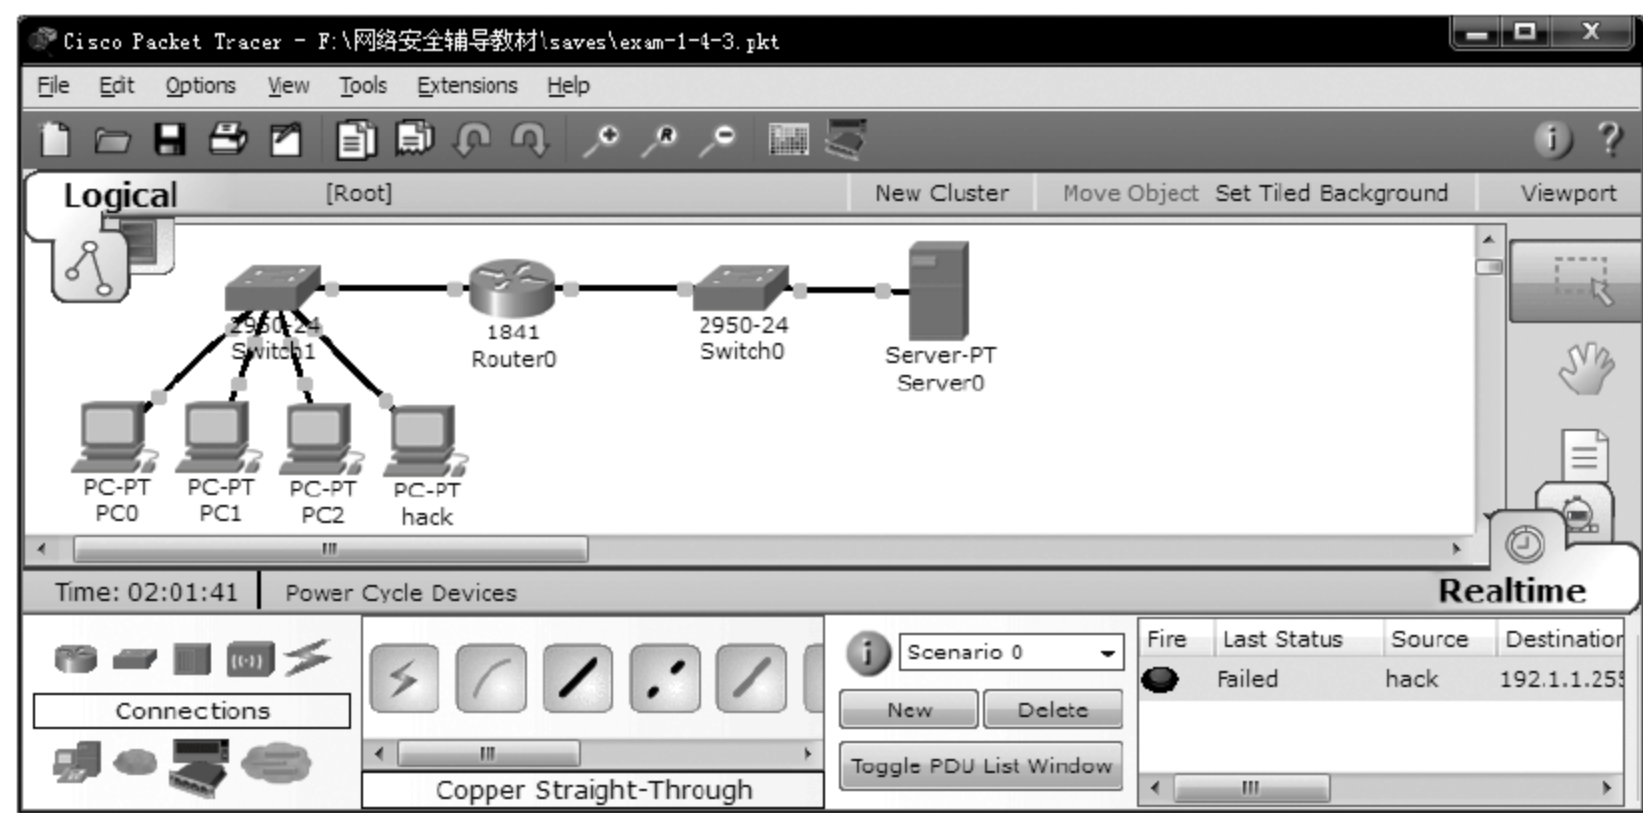 Cisco Packet Tracer - F:\网络安全辅导教材\saves\exam-1-4-3.pkt
File Edit Options View Tools Extensions Help
Logical [Root] New Cluster Move Object Set Tiled Background Viewport
2950-24
Switch1
1841
Router0
2950-24
Switch0
Server-PT
Server0
PC-PT
PC0
PC-PT
PC1
PC-PT
PC2
PC-PT
hack
Time: 02:01:41 Power Cycle Devices Realtime
Connections
Copper Straight-Through
Scenario 0
New Delete
Toggle PDU List Window
Fire Last Status Source Destination
Failed hack 192.1.1.255